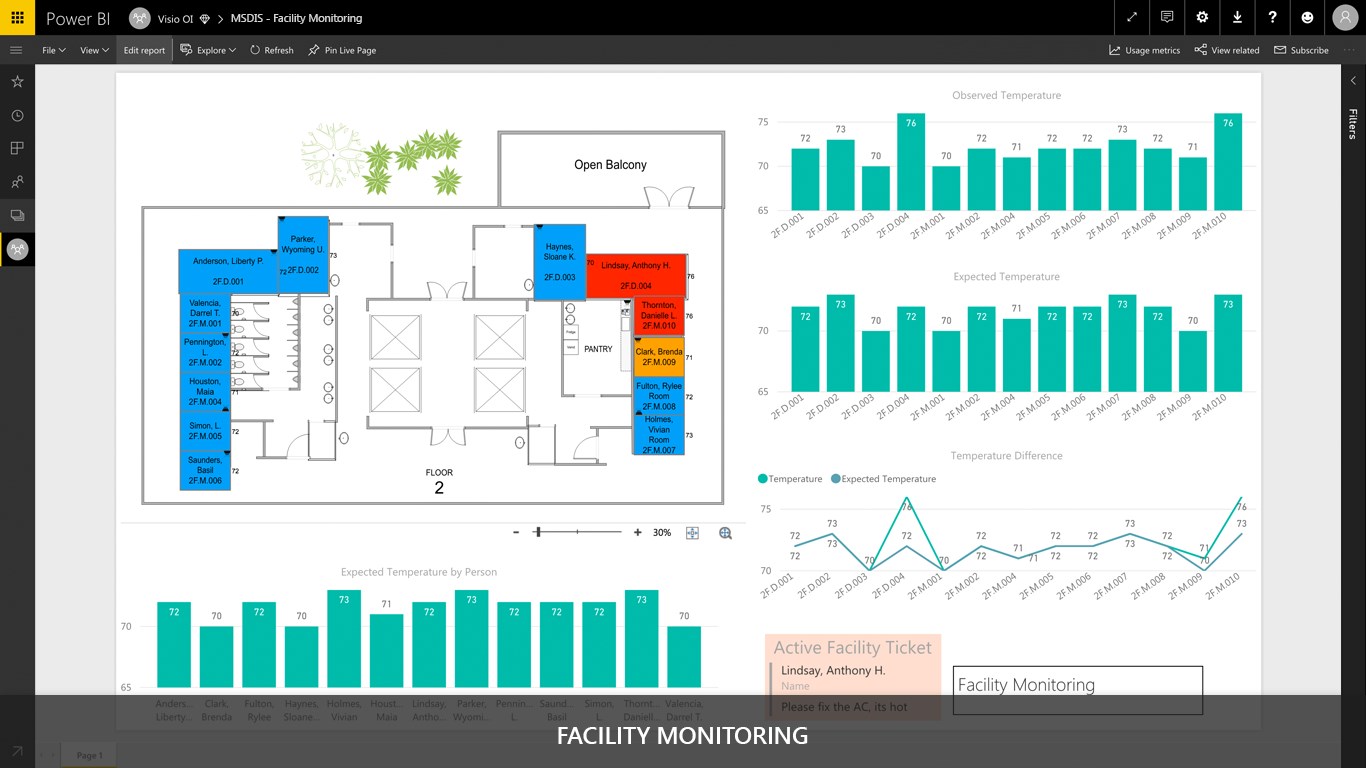 Power BI
Visio OI
MSDIS - Facility Monitoring
File
View
Edit report
Explore
Refresh
Pin Live Page
Usage metrics
View related
Subscribe
Filters
Open Balcony
Parker,
Wyoming U.
2F.D.002
73
Anderson, Liberty P.
2F.D.001
72
Haynes,
Sloane K.
2F.D.003
70
Lindsay, Anthony H.
2F.D.004
76
Valencia,
Darrel T.
2F.M.001
70
Pennington,
L.
2F.M.002
72
Houston,
Maia
2F.M.004
71
Simon, L.
2F.M.005
72
Saunders,
Basil
2F.M.006
72
Thornton,
Danielle L.
2F.M.010
76
Clark, Brenda
2F.M.009
71
Fulton, Rylee
Room
2F.M.008
72
Holmes,
Vivian
Room
2F.M.007
73
PANTRY
FLOOR
2
30%
Observed Temperature
75
70
65
72 73 70 76 70 72 71 72 72 73 72 71 76
2F.D.001 2F.D.002 2F.D.003 2F.D.004 2F.M.001 2F.M.002 2F.M.004 2F.M.005 2F.M.006 2F.M.007 2F.M.008 2F.M.009 2F.M.010
Expected Temperature
70
65
72 73 70 72 70 72 71 72 72 73 72 70 73
2F.D.001 2F.D.002 2F.D.003 2F.D.004 2F.M.001 2F.M.002 2F.M.004 2F.M.005 2F.M.006 2F.M.007 2F.M.008 2F.M.009 2F.M.010
Temperature Difference
Temperature Expected Temperature
75
70
72 73 70 76 70 72 71 72 72 73 72 71 76
72 73 72 72 71 72 72 73 72 70 73
2F.D.001 2F.D.002 2F.D.003 2F.D.004 2F.M.001 2F.M.002 2F.M.004 2F.M.005 2F.M.006 2F.M.007 2F.M.008 2F.M.009 2F.M.010
Expected Temperature by Person
70
65
72 70 72 70 73 71 72 73 72 72 72 73 70
Anders... Clark, Fulton, Haynes, Holmes, Houst... Lindsay, Parker, Pennin... Saund... Simon, Thornt... Valencia,
Liberty... Brenda Rylee Sloane... Vivian Maia Antho... Wyomi... L. Basil L. Daniell... Darrel T.
Active Facility Ticket
Lindsay, Anthony H.
Name
Please fix the AC, its hot
Facility Monitoring
FACILITY MONITORING
Page 1